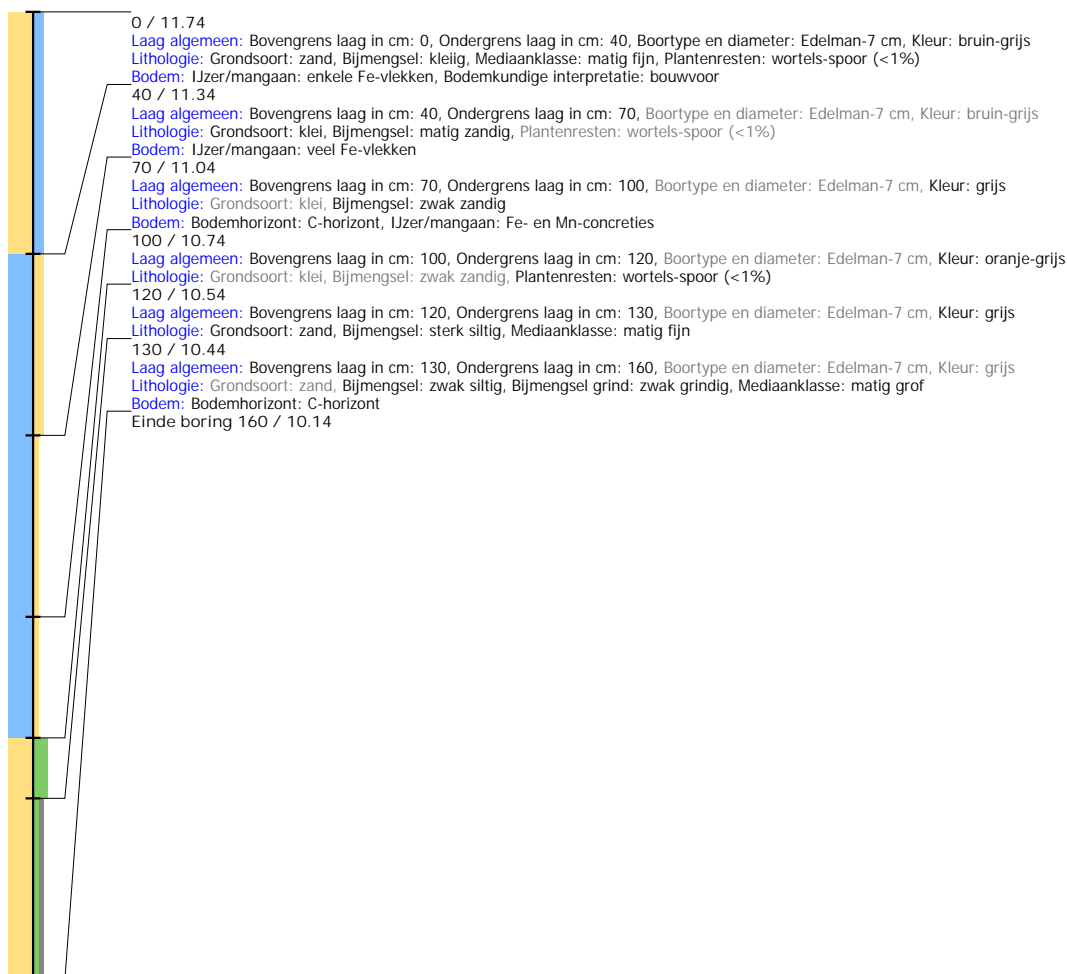 0 / 11.74
Laag algemeen: Bovengrens laag in cm: 0, Ondergrens laag in cm: 40, Boortype en diameter: Edelman-7 cm, Kleur: bruin-grijs
Lithologie: Grondsoort: zand, Bijmengsel: kleiig, Mediaanklasse: matig fijn, Plantenresten: wortels-spoor (<1%)
Bodem: IJzer/mangaan: enkele Fe-vlekken, Bodemkundige interpretatie: bouwvoor
40 / 11.34
Laag algemeen: Bovengrens laag in cm: 40, Ondergrens laag in cm: 70, Boortype en diameter: Edelman-7 cm, Kleur: bruin-grijs
Lithologie: Grondsoort: klei, Bijmengsel: matig zandig, Plantenresten: wortels-spoor (<1%)
Bodem: IJzer/mangaan: veel Fe-vlekken
70 / 11.04
Laag algemeen: Bovengrens laag in cm: 70, Ondergrens laag in cm: 100, Boortype en diameter: Edelman-7 cm, Kleur: grijs
Lithologie: Grondsoort: klei, Bijmengsel: zwak zandig
Bodem: Bodemhorizont: C-horizont, IJzer/mangaan: Fe- en Mn-concreties
100 / 10.74
Laag algemeen: Bovengrens laag in cm: 100, Ondergrens laag in cm: 120, Boortype en diameter: Edelman-7 cm, Kleur: oranje-grijs
Lithologie: Grondsoort: klei, Bijmengsel: zwak zandig, Plantenresten: wortels-spoor (<1%)
120 / 10.54
Laag algemeen: Bovengrens laag in cm: 120, Ondergrens laag in cm: 130, Boortype en diameter: Edelman-7 cm, Kleur: grijs
Lithologie: Grondsoort: zand, Bijmengsel: sterk siltig, Mediaanklasse: matig fijn
130 / 10.44
Laag algemeen: Bovengrens laag in cm: 130, Ondergrens laag in cm: 160, Boortype en diameter: Edelman-7 cm, Kleur: grijs
Lithologie: Grondsoort: zand, Bijmengsel: zwak siltig, Bijmengsel grind: zwak grindig, Mediaanklasse: matig grof
Bodem: Bodemhorizont: C-horizont
Einde boring 160 / 10.14